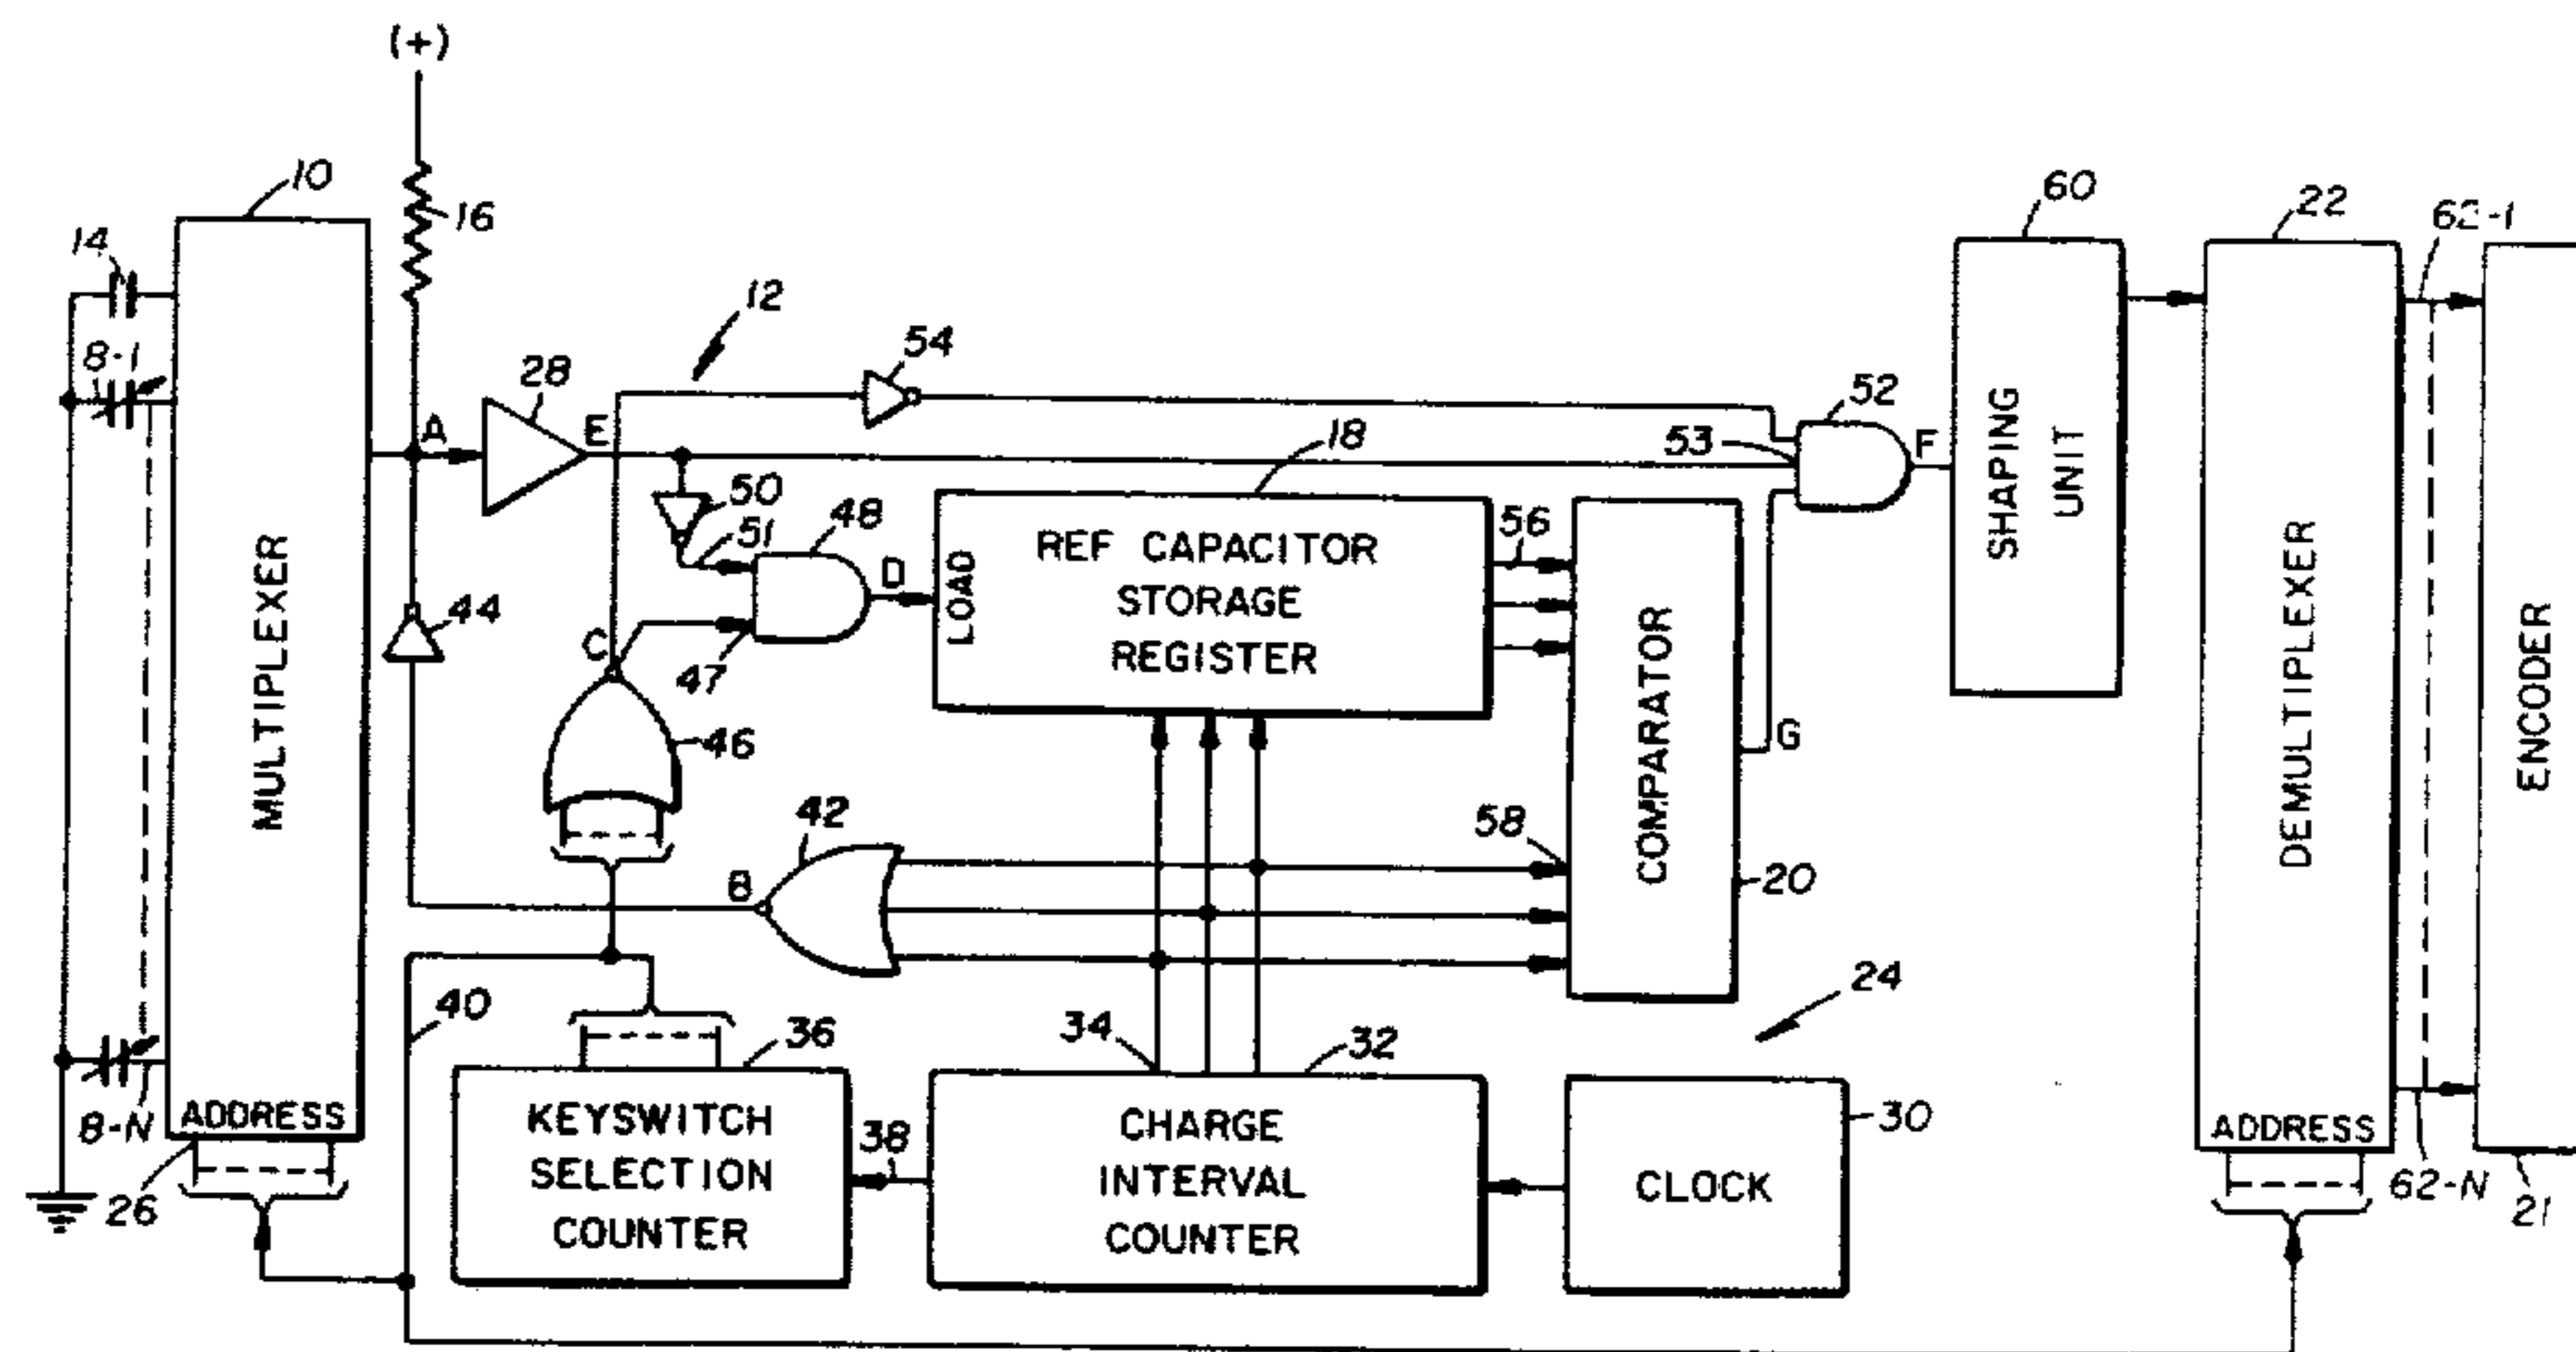 (+)
10
16
14
8-1
MULTIPLEXER
A
28
E
12
54
52
53
F
60
SHAPING
UNIT
22
DEMULTIPLEXER
62-1
ENCODER
50
51
48
D
47
C
46
44
18
LOAD
REF CAPACITOR
STORAGE
REGISTER
56
COMPARATOR
G
58
20
42
B
40
24
36
34
32
30
KEYSWITCH
SELECTION
COUNTER
38
CHARGE
INTERVAL
COUNTER
CLOCK
8-N
ADDRESS
26
ADDRESS
62-N
21